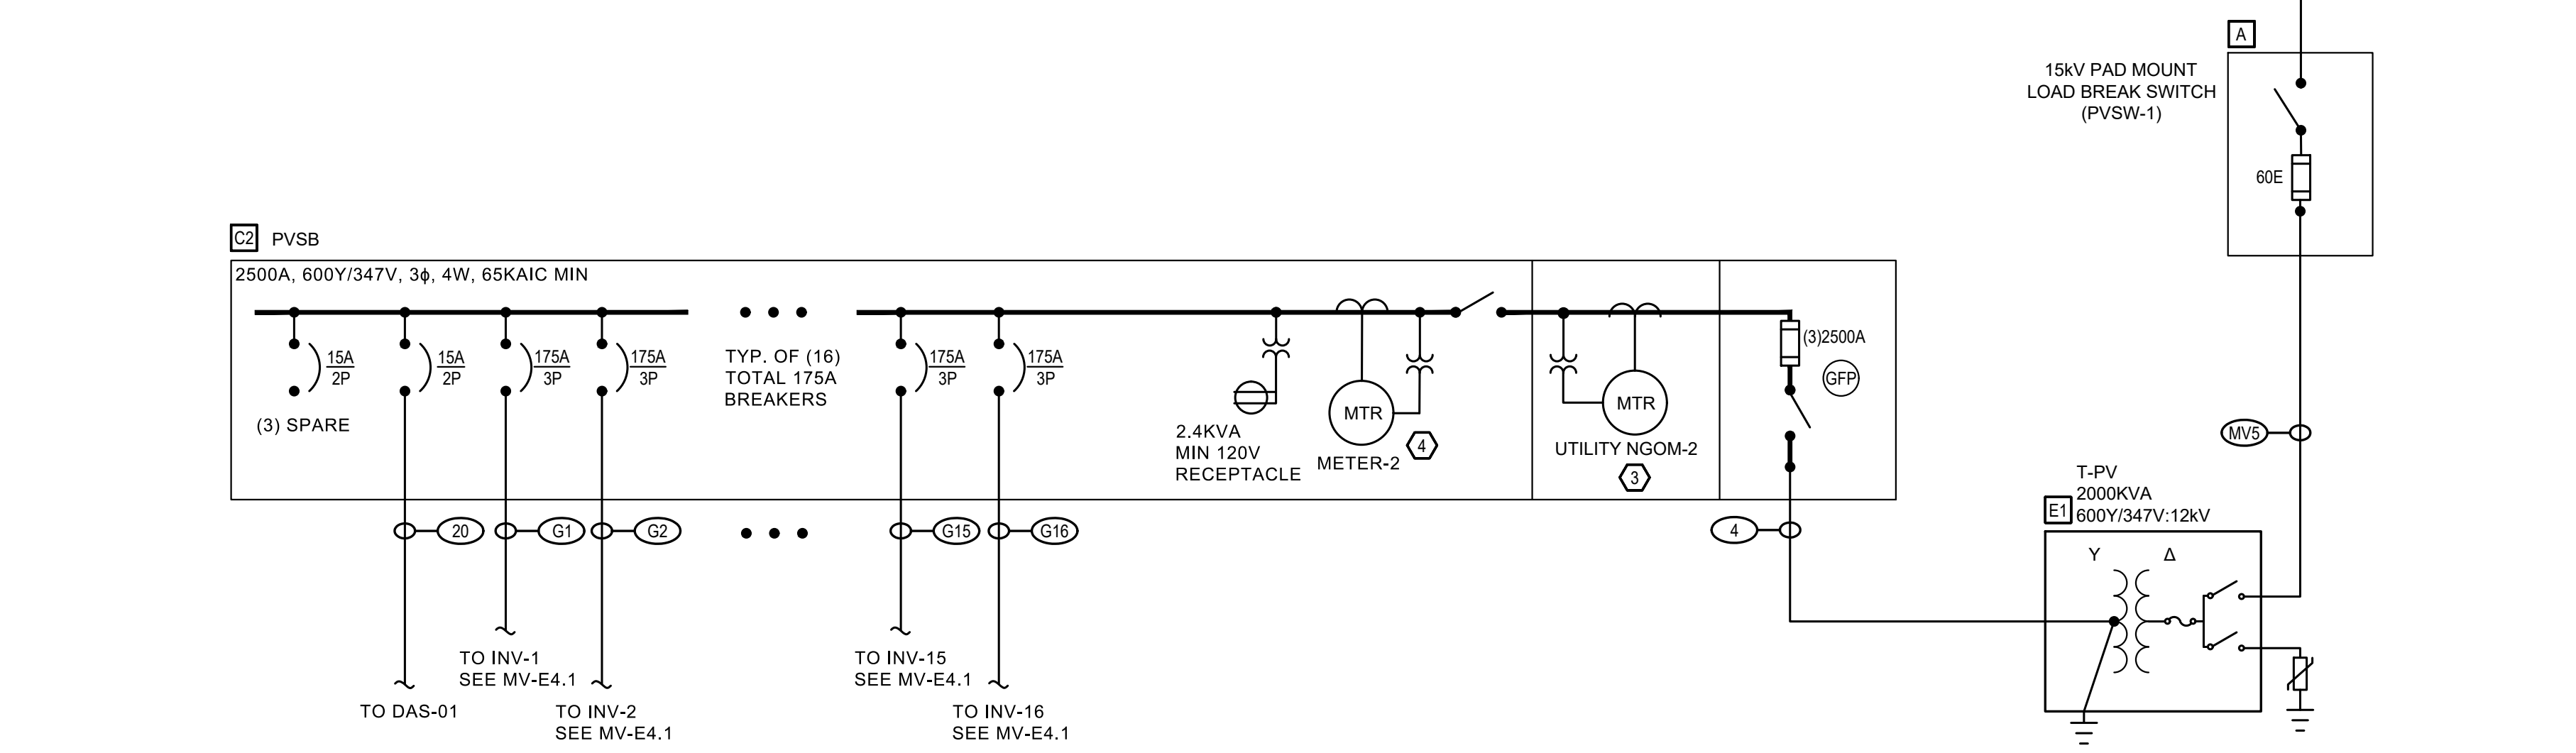 A
15kV PAD MOUNT
LOAD BREAK SWITCH
(PVSW-1)
60E
C2 PVSB
2500A, 600Y/347V, 3ϕ, 4W, 65KAIC MIN
15A
2P
15A
2P
175A
3P
175A
3P
TYP. OF (16)
TOTAL 175A
BREAKERS
175A
3P
175A
3P
(3) SPARE
2.4KVA
MIN 120V
RECEPTACLE
MTR
METER-2
4
MTR
UTILITY NGOM-2
3
(3)2500A
GFP
MV5
20
G1
G2
G15
G16
4
T-PV
2000KVA
E1 600Y/347V:12kV
Y Δ
TO DAS-01
TO INV-1
SEE MV-E4.1
TO INV-2
SEE MV-E4.1
TO INV-15
SEE MV-E4.1
TO INV-16
SEE MV-E4.1